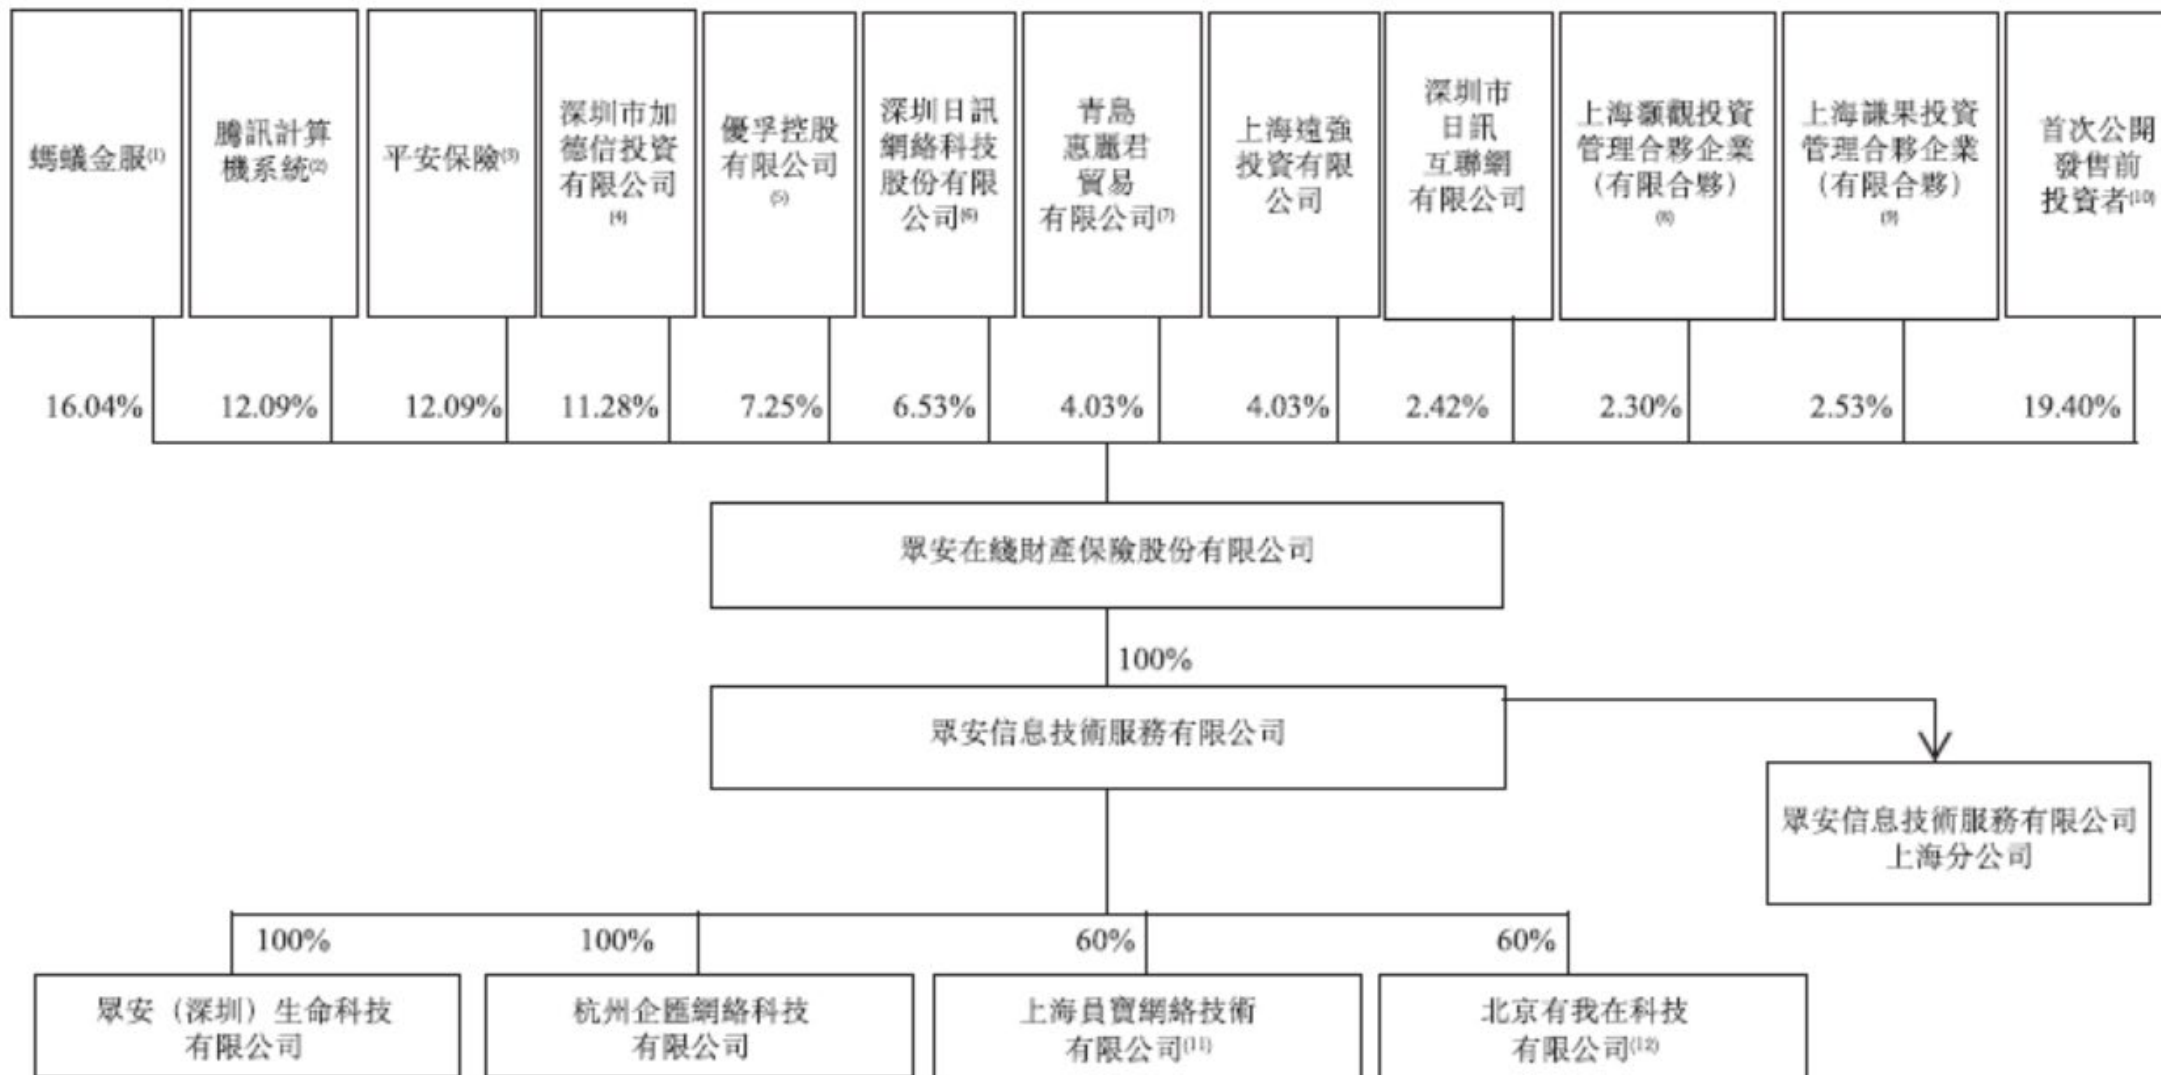 螞蟻金服(1)
騰訊計算
機系統(2)
平安保險(3)
深圳市加
德信投資
有限公司
(4)
優孚控股
有限公司
(5)
深圳日訊
網絡科技
股份有限
公司(6)
青島
惠麗君
貿易
有限公司(7)
上海遠強
投資有限
公司
深圳市
日訊
互聯網
有限公司
上海灝觀投資
管理合夥企業
(有限合夥)
(8)
上海謙果投資
管理合夥企業
(有限合夥)
(9)
首次公開
發售前
投資者(10)
16.04%
12.09%
12.09%
11.28%
7.25%
6.53%
4.03%
4.03%
2.42%
2.30%
2.53%
19.40%
眾安在綫財產保險股份有限公司
100%
眾安信息技術服務有限公司
眾安信息技術服務有限公司
上海分公司
100%
100%
60%
60%
眾安（深圳）生命科技
有限公司
杭州企匯網絡科技
有限公司
上海員寶網絡技術
有限公司(11)
北京有我在科技
有限公司(12)